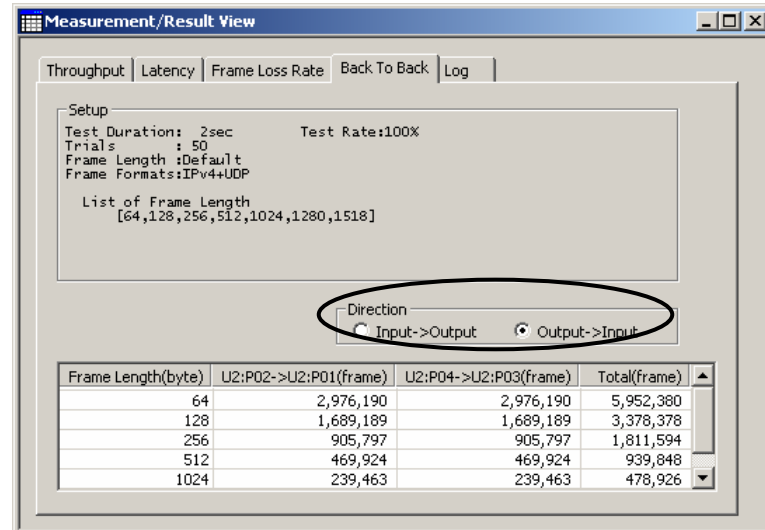 Measurement/Result View
Throughput Latency Frame Loss Rate Back To Back Log
Setup
Test Duration: 2sec Test Rate:100%
Trials : 50
Frame Length :Default
Frame Formats:IPv4+UDP
List of Frame Length
[64,128,256,512,1024,1280,1518]
Direction
Input->Output Output->Input
Frame Length(byte) U2:P02->U2:P01(frame) U2:P04->U2:P03(frame) Total(frame)
64 2,976,190 2,976,190 5,952,380
128 1,689,189 1,689,189 3,378,378
256 905,797 905,797 1,811,594
512 469,924 469,924 939,848
1024 239,463 239,463 478,926